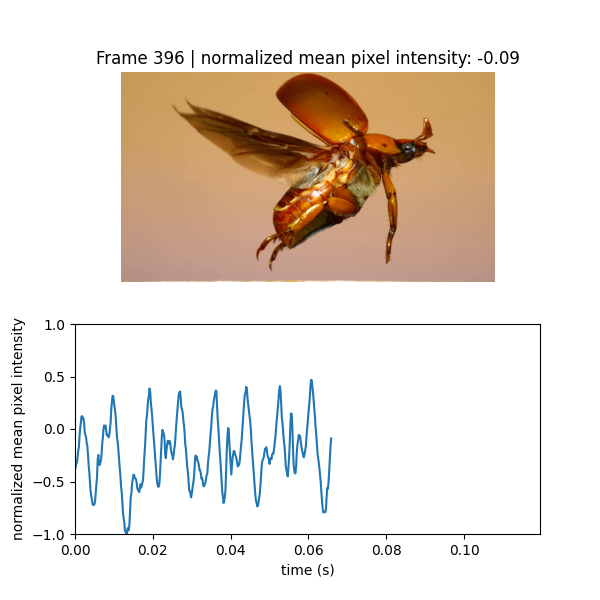 Frame 396 | normalized mean pixel intensity: -0.09
normalized mean pixel intensity
1.0
0.5
0.0
−0.5
−1.0
0.00 0.02 0.04 0.06 0.08 0.10
time (s)